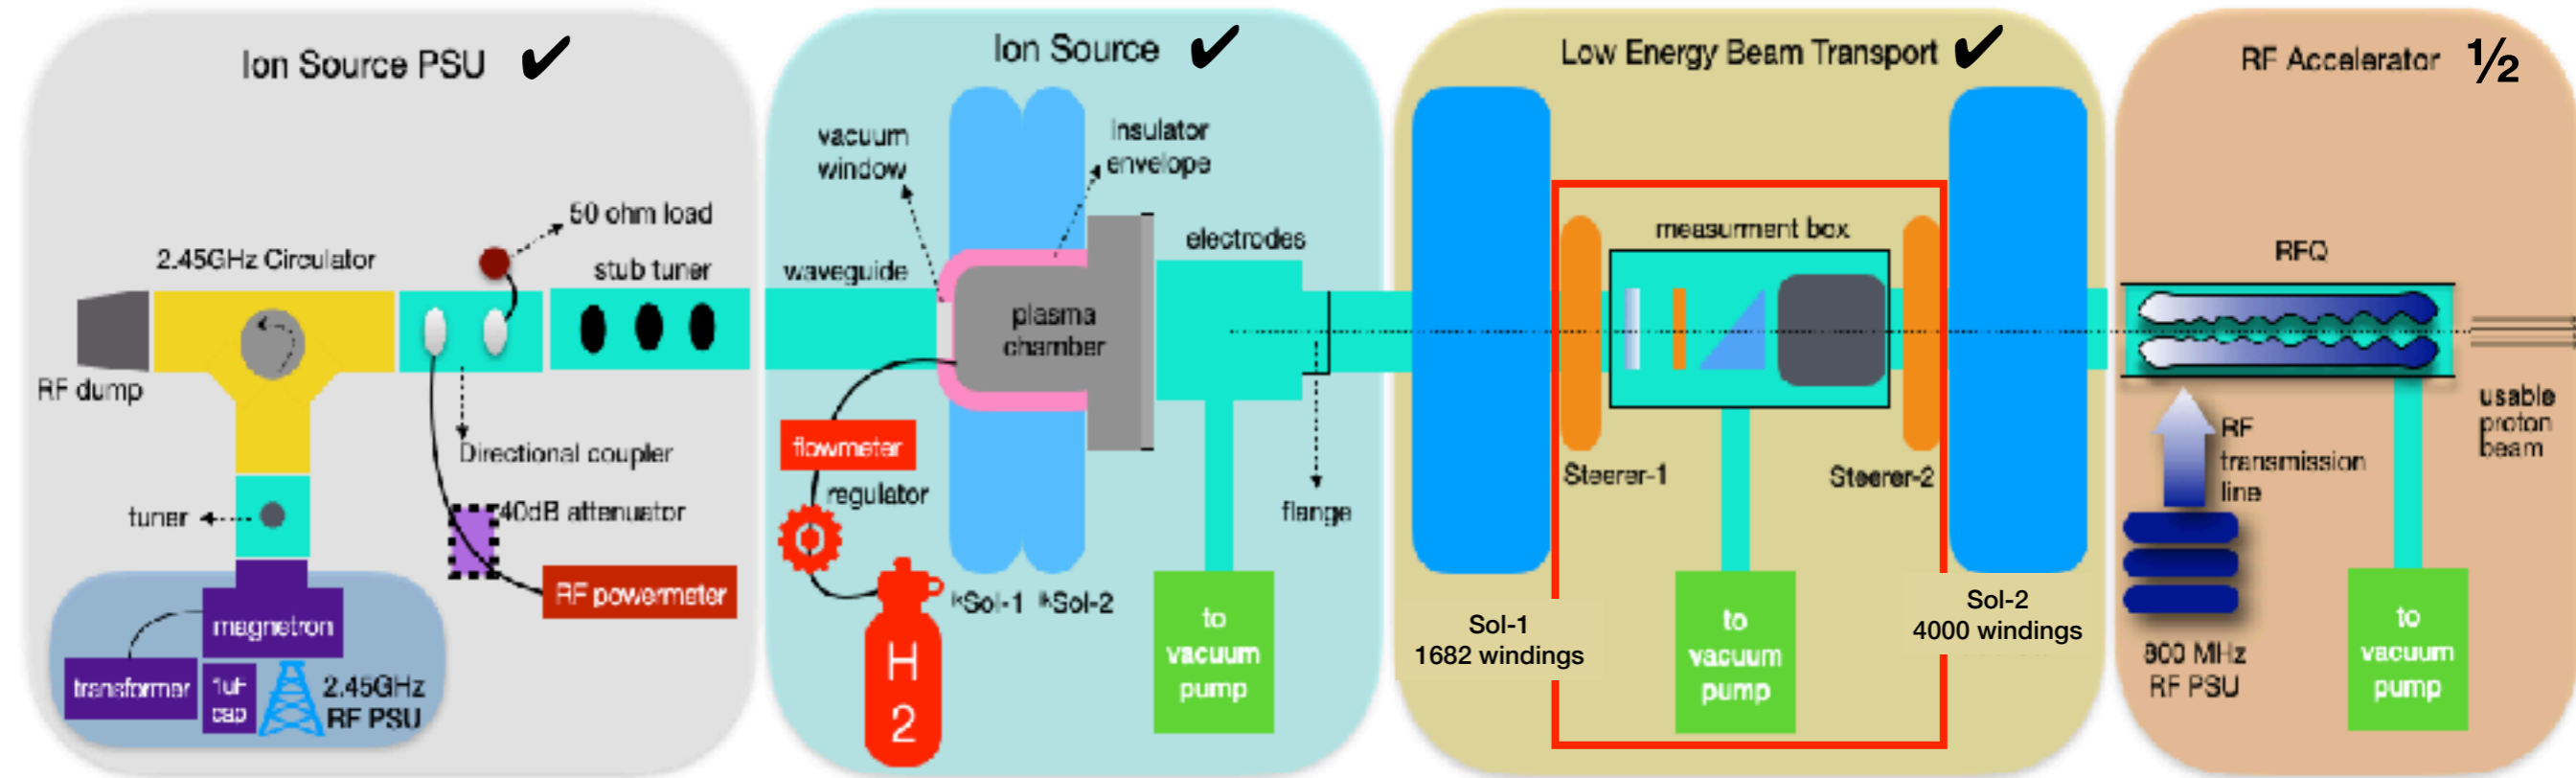 Ion Source PSU ✔
50 ohm load
2.45GHz Circulator
stub tuner
RF dump
Directional coupler
tuner
40dB attenuator
RF powermeter
magnetron
transformer
1uF
cap
2.45GHz
RF PSU
Ion Source ✔
vacuum
window
Insulator
envelope
waveguide
electrodes
plasma
chamber
flowmeter
regulator
flange
Sol-1
Sol-2
H
2
to
vacuum
pump
Low Energy Beam Transport ✔
measurment box
Steerer-1
Steerer-2
Sol-1
1682 windings
to
vacuum
pump
Sol-2
4000 windings
RF Accelerator ½
RFQ
usable
proton
beam
RF
transmission
line
800 MHz
RF PSU
to
vacuum
pump